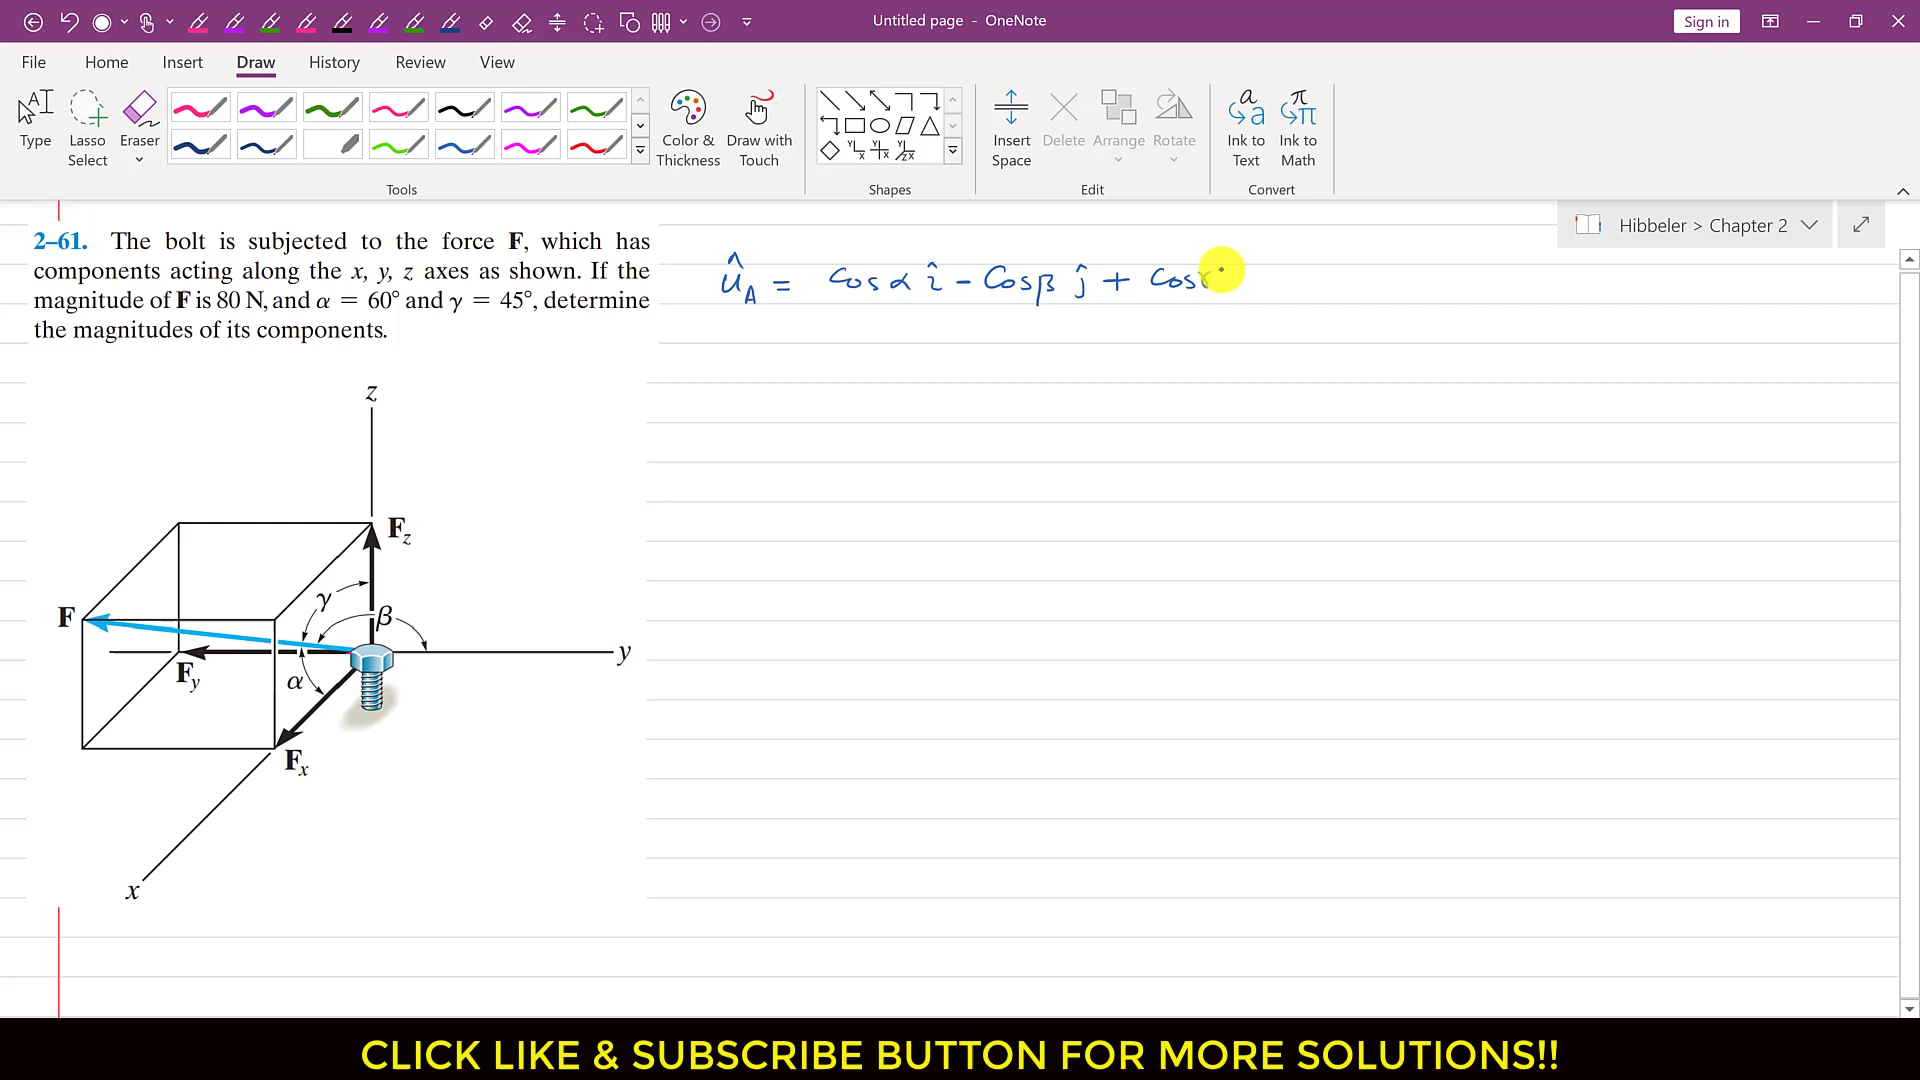 Untitled page - OneNote
Sign in
File Home Insert Draw History Review View
Type
Lasso Select
Eraser
Color & Thickness
Draw with Touch
Insert Space
Delete
Arrange
Rotate
Ink to Text
Ink to Math
Tools
Shapes
Edit
Convert
Hibbeler > Chapter 2
2–61. The bolt is subjected to the force F, which has
components acting along the x, y, z axes as shown. If the
magnitude of F is 80 N, and α = 60° and γ = 45°, determine
the magnitudes of its components.
û_A = Cosα î - Cosβ ĵ + Cosγ
z
F_z
γ
β
F
y
F_y
α
F_x
x
CLICK LIKE & SUBSCRIBE BUTTON FOR MORE SOLUTIONS!!